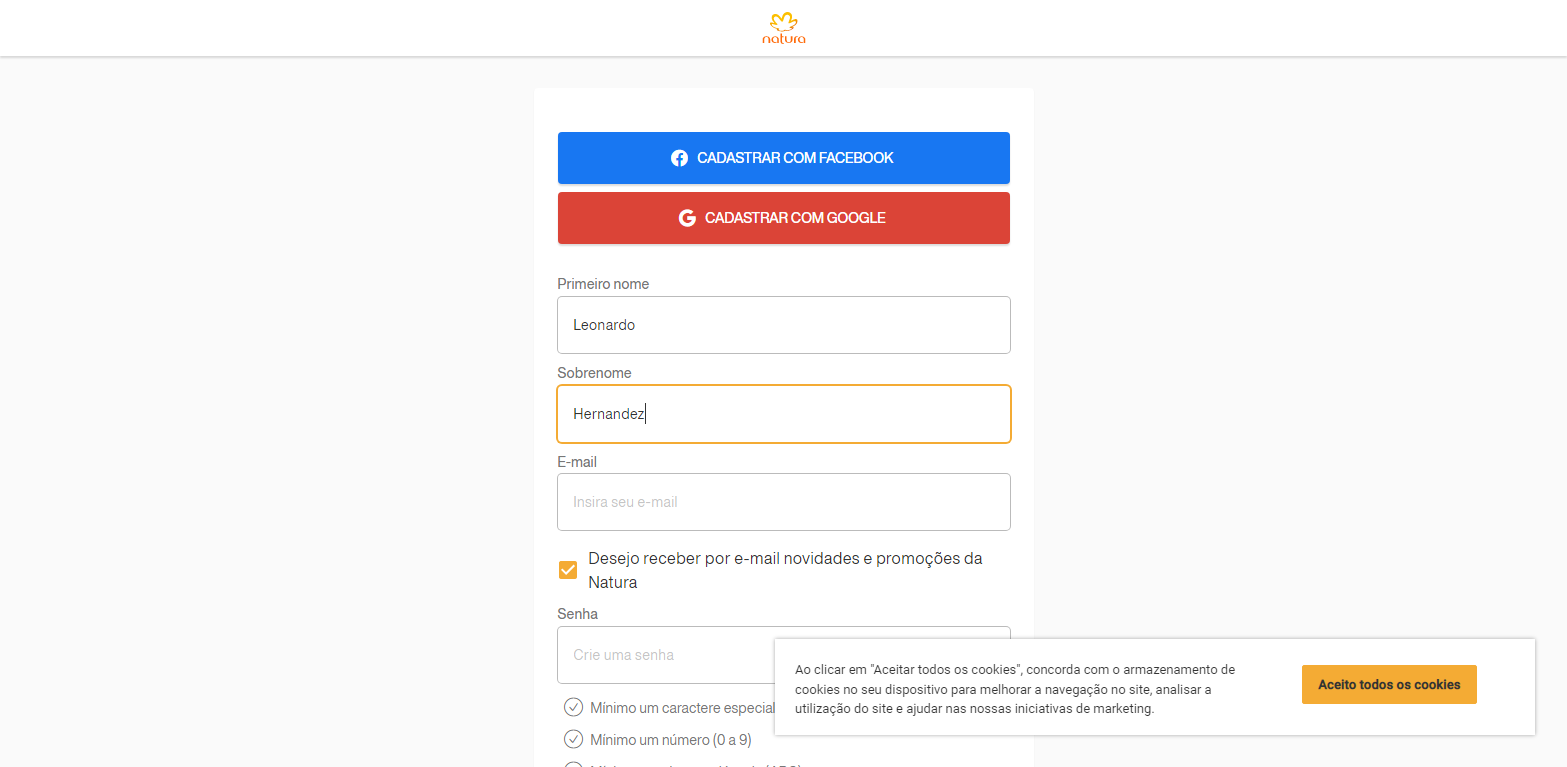 natura
CADASTRAR COM FACEBOOK
CADASTRAR COM GOOGLE
Primeiro nome
Leonardo
Sobrenome
Hernandez
E-mail
Insira seu e-mail
Desejo receber por e-mail novidades e promoções da
Natura
Senha
Crie uma senha
Mínimo um caractere especial
Mínimo um número (0 a 9)
Ao clicar em "Aceitar todos os cookies", concorda com o armazenamento de
cookies no seu dispositivo para melhorar a navegação no site, analisar a
utilização do site e ajudar nas nossas iniciativas de marketing.
Aceito todos os cookies